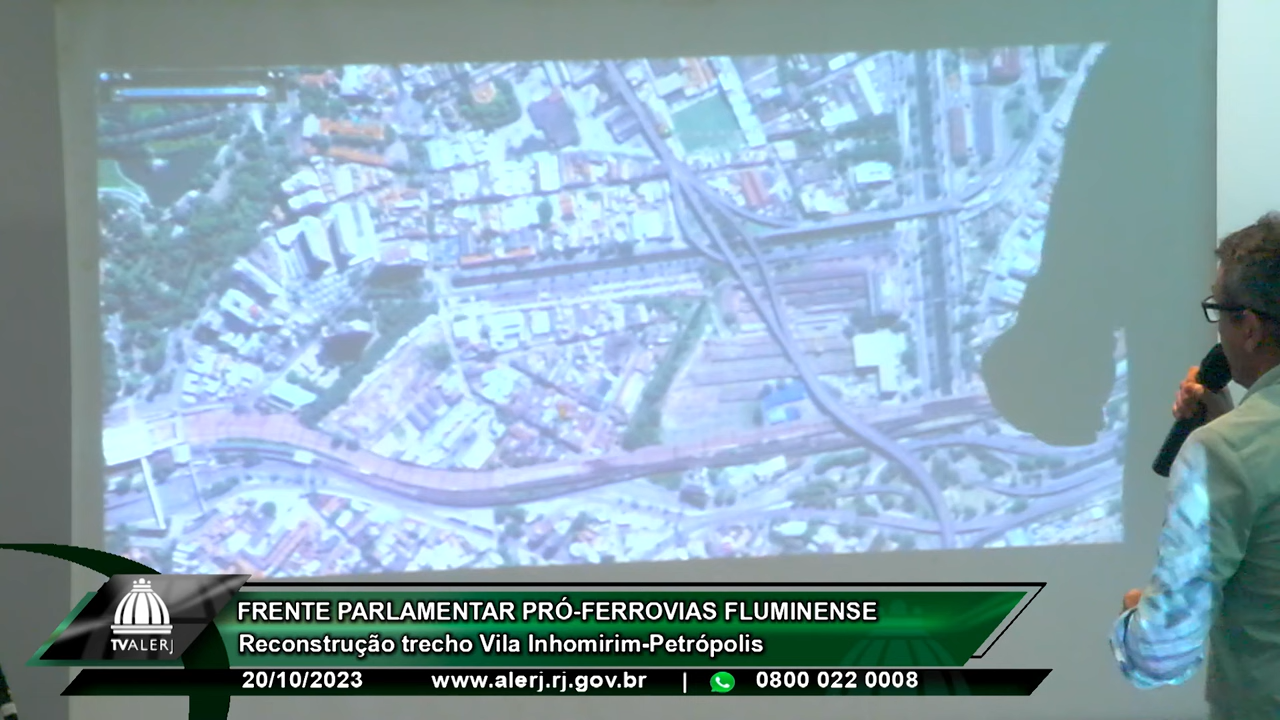 FRENTE PARLAMENTAR PRÓ-FERROVIAS FLUMINENSE
Reconstrução trecho Vila Inhomirim-Petrópolis
TVALERJ
20/10/2023 www.alerj.rj.gov.br | 0800 022 0008